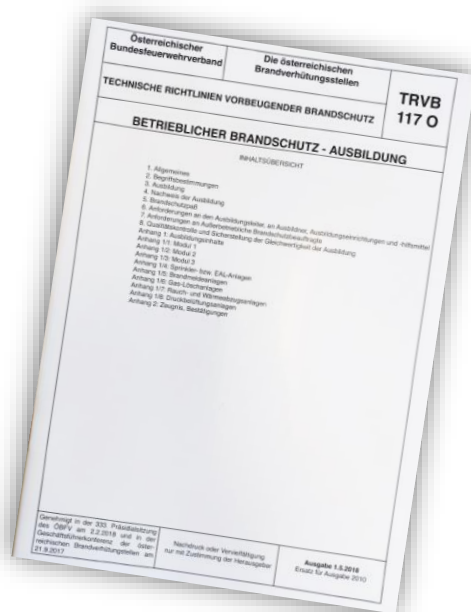 Österreichischer
Bundesfeuerwehrverband
Die österreichischen
Brandverhütungsstellen
TRVB
117 O
TECHNISCHE RICHTLINIEN VORBEUGENDER BRANDSCHUTZ
BETRIEBLICHER BRANDSCHUTZ - AUSBILDUNG
INHALTSÜBERSICHT
1. Allgemeines
2. Begriffsbestimmungen
3. Ausbildung
4. Nachweis der Ausbildung
5. Brandschutzpaß
6. Anforderungen an den Ausbildungsleiter, an Ausbildner, Ausbildungseinrichtungen und -hilfsmittel
7. Anforderungen an Außerbetriebliche Brandschutzbeauftragte
8. Qualitätskontrolle und Sicherstellung der Gleichwertigkeit der Ausbildung
Anhang 1: Ausbildungsinhalte
Anhang 1/1: Modul 1
Anhang 1/2: Modul 2
Anhang 1/3: Modul 3
Anhang 1/4: Sprinkler- bzw. EAL-Anlagen
Anhang 1/5: Brandmeldeanlagen
Anhang 1/6: Gas-Löschanlagen
Anhang 1/7: Rauch- und Wärmeabzugsanlagen
Anhang 1/8: Druckbelüftungsanlagen
Anhang 2: Zeugnis, Bestätigungen
Genehmigt in der 333. Präsidialsitzung
des ÖBFV am 2.2.2018 und in der
Geschäftsführerkonferenz der öster-
reichischen Brandverhütungsstellen am
21.9.2017
Nachdruck oder Vervielfältigung
nur mit Zustimmung der Herausgeber
Ausgabe 1.5.2018
Ersatz für Ausgabe 2010